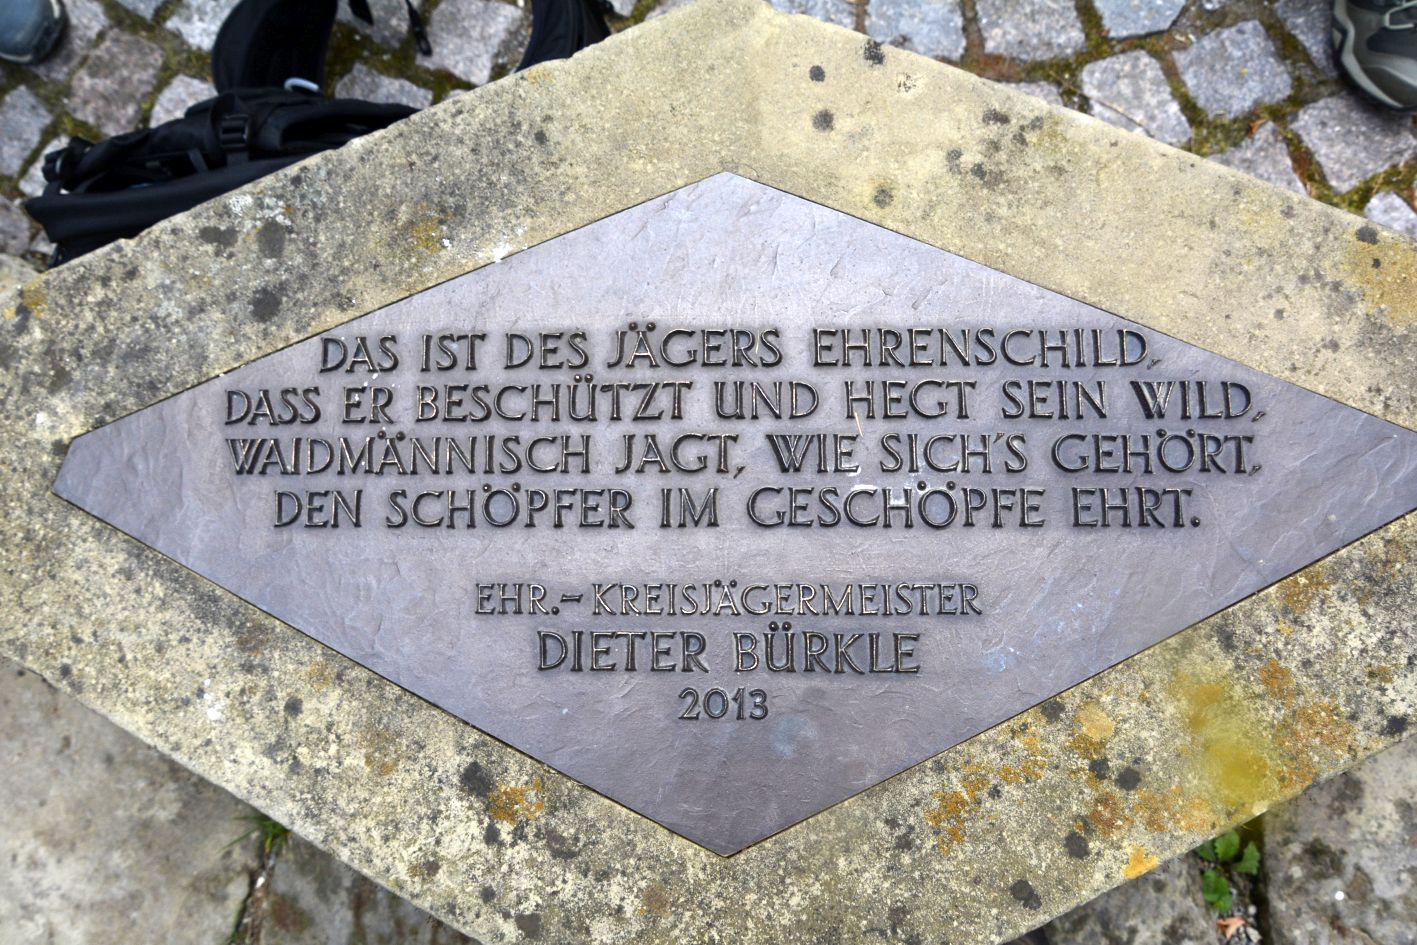 DAS IST DES JÄGERS EHRENSCHILD,
DASS ER BESCHÜTZT UND HEGT SEIN WILD,
WAIDMÄNNISCH JAGT, WIE SICH'S GEHÖRT,
DEN SCHÖPFER IM GESCHÖPFE EHRT.
EHR.-KREISJÄGERMEISTER
DIETER BÜRKLE
2013